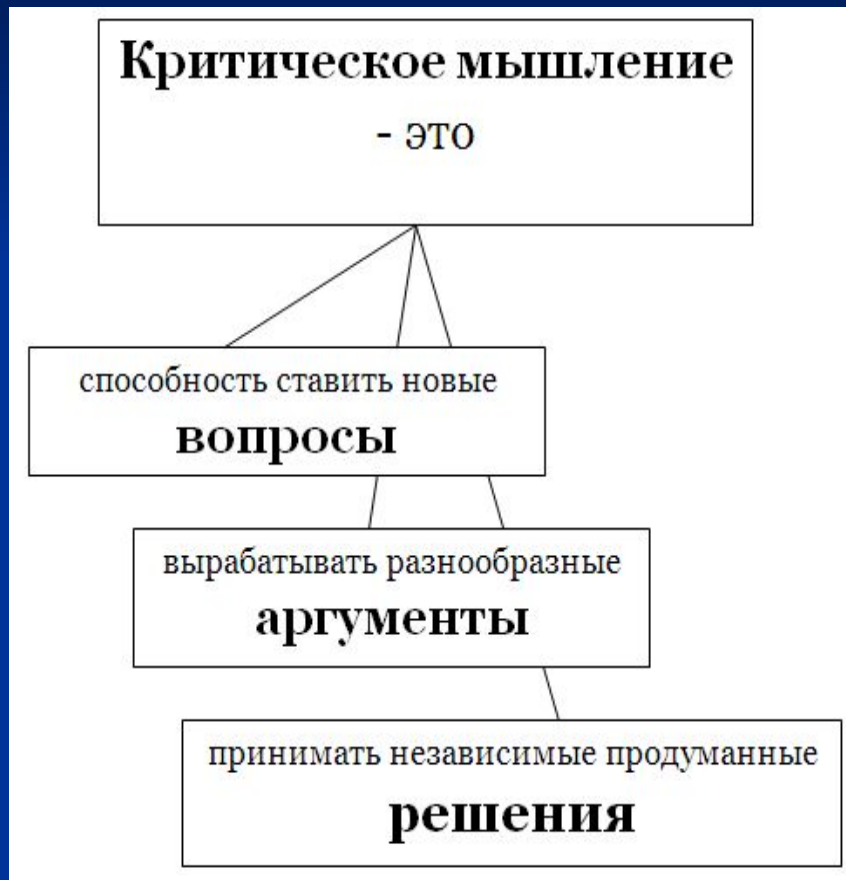 Критическое мышление
- это
способность ставить новые
вопросы
вырабатывать разнообразные
аргументы
принимать независимые продуманные
решения